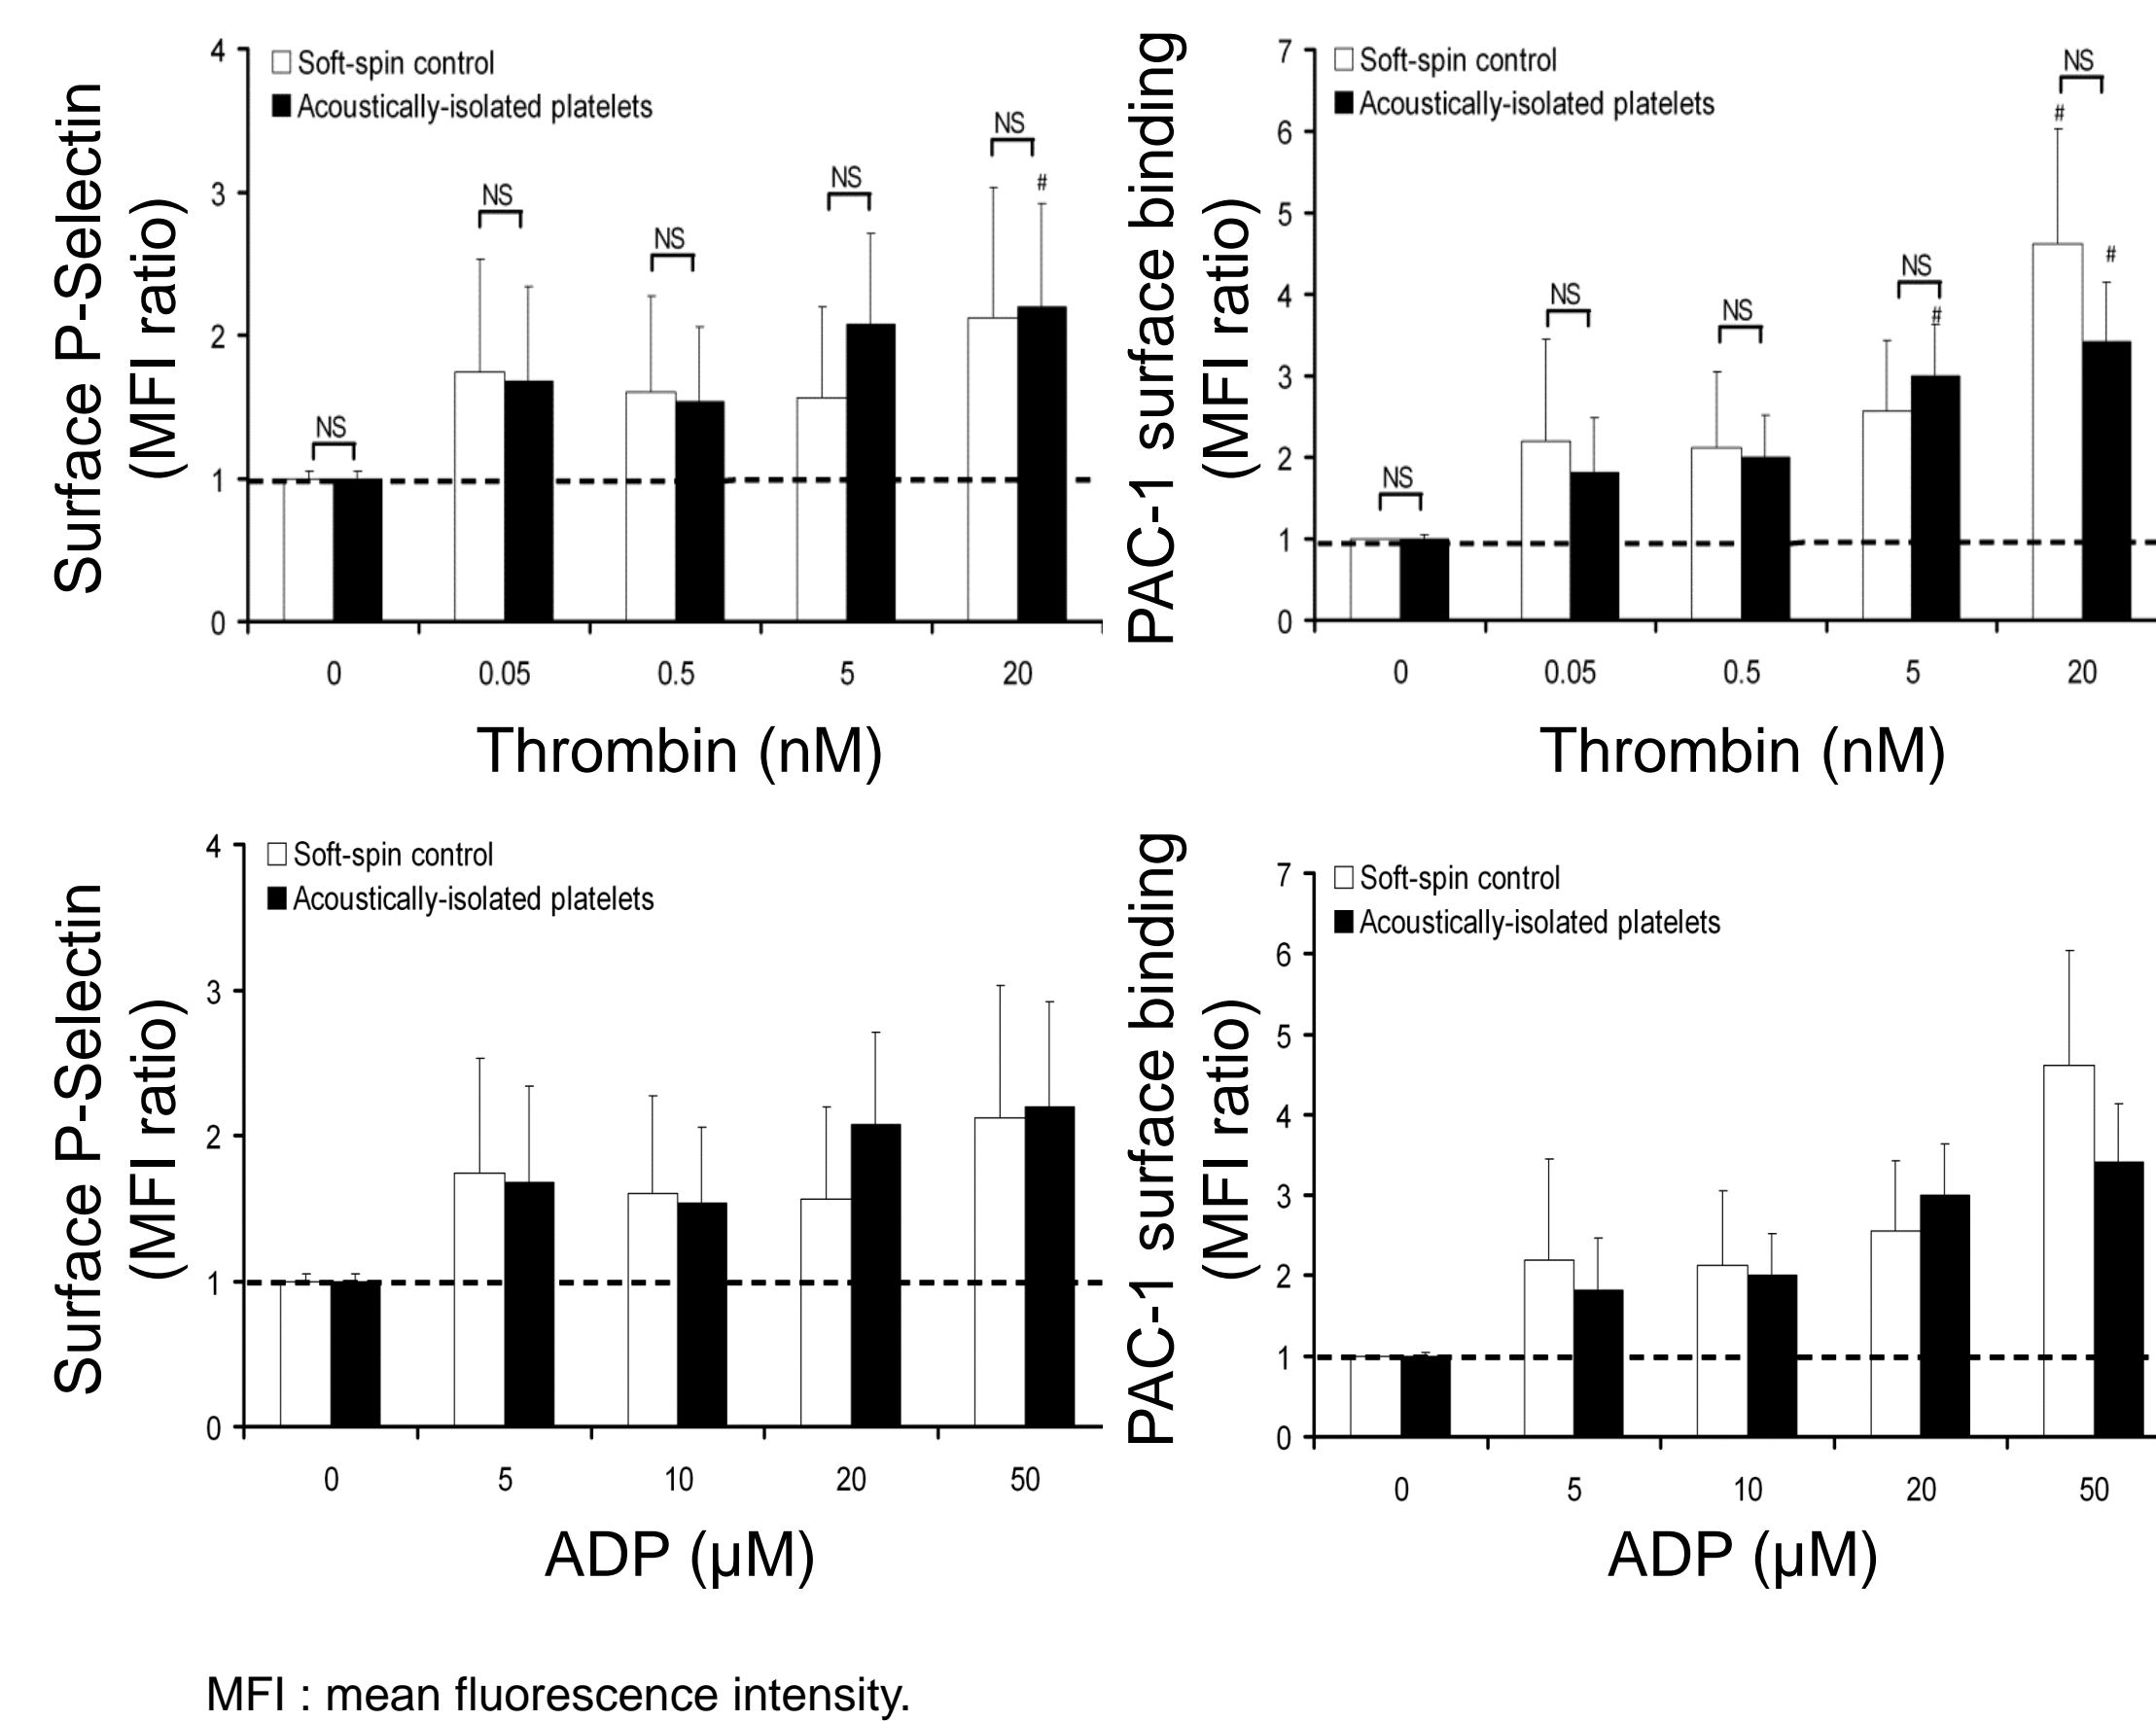 Surface P-Selectin
(MFI ratio)
4
3
2
1
0
Soft-spin control
Acoustically-isolated platelets
NS
NS
NS
NS
NS
#
0 0.05 0.5 5 20
Thrombin (nM)
PAC-1 surface binding
(MFI ratio)
7
6
5
4
3
2
1
0
Soft-spin control
Acoustically-isolated platelets
NS
NS
NS
NS
#
NS
#
#
0 0.05 0.5 5 20
Thrombin (nM)
Surface P-Selectin
(MFI ratio)
4
3
2
1
0
Soft-spin control
Acoustically-isolated platelets
0 5 10 20 50
ADP (µM)
PAC-1 surface binding
(MFI ratio)
7
6
5
4
3
2
1
0
Soft-spin control
Acoustically-isolated platelets
0 5 10 20 50
ADP (µM)
MFI : mean fluorescence intensity.